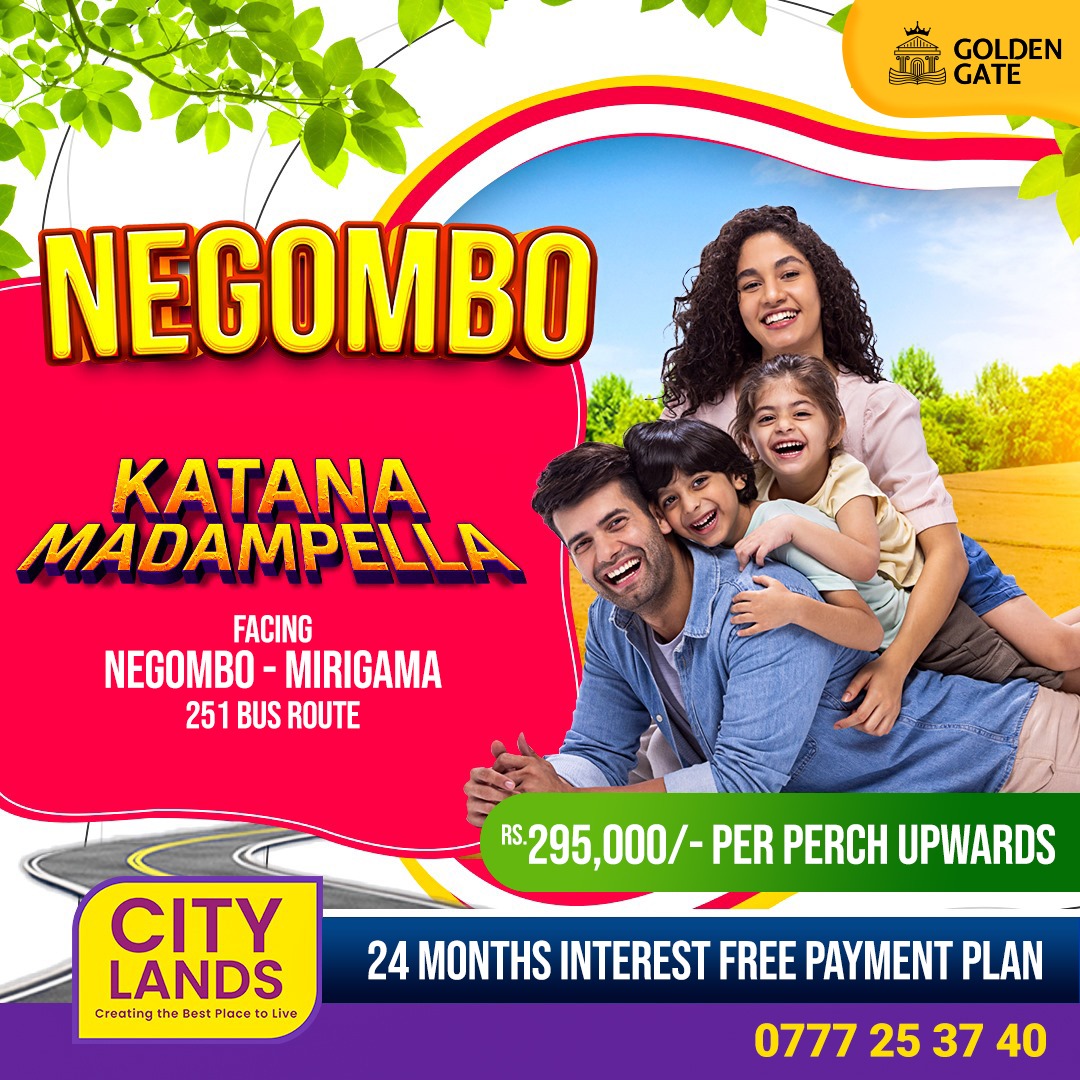 GOLDEN
GATE
NEGOMBO
KATANA
MADAMPELLA
FACING
NEGOMBO - MIRIGAMA
251 BUS ROUTE
RS.295,000/- PER PERCH UPWARDS
CITY
LANDS
Creating the Best Place to Live
24 MONTHS INTEREST FREE PAYMENT PLAN
0777 25 37 40